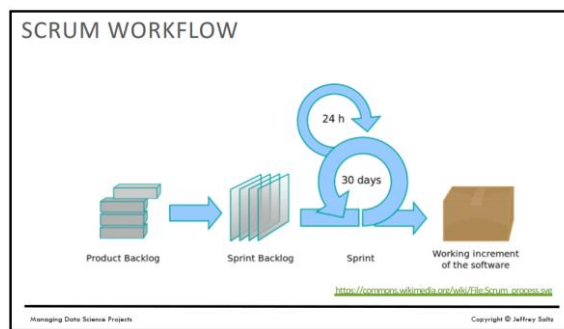 SCRUM WORKFLOW
24 h
30 days
Product Backlog
Sprint Backlog
Sprint
Working increment
of the software
https://commons.wikimedia.org/wiki/File:Scrum_process.svg
Managing Data Science Projects
Copyright © Jeffrey Saltz